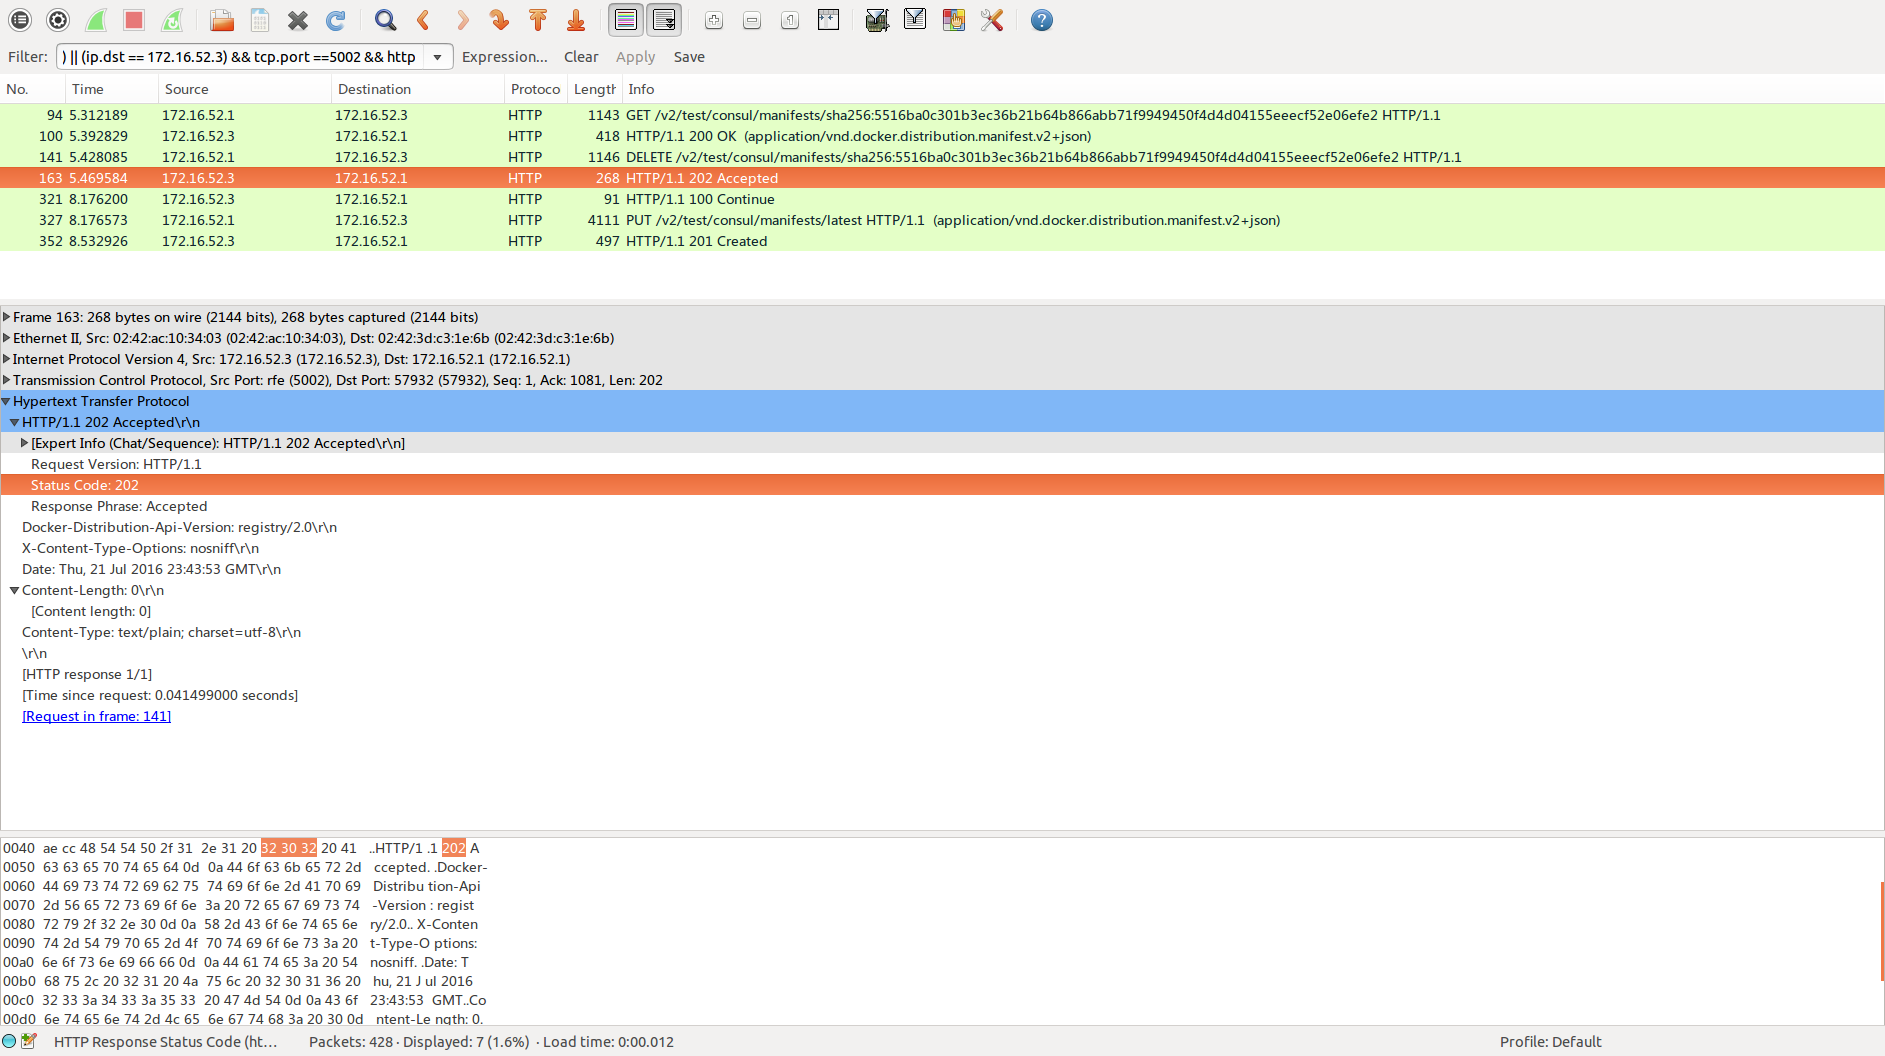 Filter: ) || (ip.dst == 172.16.52.3) && tcp.port ==5002 && http Expression... Clear Apply Save
No. Time Source Destination Protoco Length Info
94 5.312189 172.16.52.1 172.16.52.3 HTTP 1143 GET /v2/test/consul/manifests/sha256:5516ba0c301b3ec36b21b64b866abb71f9949450f4d4d04155eeecf52e06efe2 HTTP/1.1
100 5.392829 172.16.52.3 172.16.52.1 HTTP 418 HTTP/1.1 200 OK (application/vnd.docker.distribution.manifest.v2+json)
141 5.428085 172.16.52.1 172.16.52.3 HTTP 1146 DELETE /v2/test/consul/manifests/sha256:5516ba0c301b3ec36b21b64b866abb71f9949450f4d4d04155eeecf52e06efe2 HTTP/1.1
163 5.469584 172.16.52.3 172.16.52.1 HTTP 268 HTTP/1.1 202 Accepted
321 8.176200 172.16.52.3 172.16.52.1 HTTP 91 HTTP/1.1 100 Continue
327 8.176573 172.16.52.1 172.16.52.3 HTTP 4111 PUT /v2/test/consul/manifests/latest HTTP/1.1 (application/vnd.docker.distribution.manifest.v2+json)
352 8.532926 172.16.52.3 172.16.52.1 HTTP 497 HTTP/1.1 201 Created
Frame 163: 268 bytes on wire (2144 bits), 268 bytes captured (2144 bits)
Ethernet II, Src: 02:42:ac:10:34:03 (02:42:ac:10:34:03), Dst: 02:42:3d:c3:1e:6b (02:42:3d:c3:1e:6b)
Internet Protocol Version 4, Src: 172.16.52.3 (172.16.52.3), Dst: 172.16.52.1 (172.16.52.1)
Transmission Control Protocol, Src Port: rfe (5002), Dst Port: 57932 (57932), Seq: 1, Ack: 1081, Len: 202
Hypertext Transfer Protocol
HTTP/1.1 202 Accepted\r\n
[Expert Info (Chat/Sequence): HTTP/1.1 202 Accepted\r\n]
Request Version: HTTP/1.1
Status Code: 202
Response Phrase: Accepted
Docker-Distribution-Api-Version: registry/2.0\r\n
X-Content-Type-Options: nosniff\r\n
Date: Thu, 21 Jul 2016 23:43:53 GMT\r\n
Content-Length: 0\r\n
[Content length: 0]
Content-Type: text/plain; charset=utf-8\r\n
\r\n
[HTTP response 1/1]
[Time since request: 0.041499000 seconds]
[Request in frame: 141]
0040 ae cc 48 54 54 50 2f 31 2e 31 20 32 30 32 20 41 ..HTTP/1 .1 202 A
0050 63 63 65 70 74 65 64 0d 0a 44 6f 63 6b 65 72 2d ccepted. .Docker-
0060 44 69 73 74 72 69 62 75 74 69 6f 6e 2d 41 70 69 Distribu tion-Api
0070 2d 56 65 72 73 69 6f 6e 3a 20 72 65 67 69 73 74 -Version : regist
0080 72 79 2f 32 2e 30 0d 0a 58 2d 43 6f 6e 74 65 6e ry/2.0.. X-Conten
0090 74 2d 54 79 70 65 2d 4f 70 74 69 6f 6e 73 3a 20 t-Type-O ptions:
00a0 6e 6f 73 6e 69 66 66 0d 0a 44 61 74 65 3a 20 54 nosniff. .Date: T
00b0 68 75 2c 20 32 31 20 4a 75 6c 20 32 30 31 36 20 hu, 21 J ul 2016
00c0 32 33 3a 34 33 3a 35 33 20 47 4d 54 0d 0a 43 6f 23:43:53 GMT..Co
00d0 6e 74 65 6e 74 2d 4c 65 6e 67 74 68 3a 20 30 0d ntent-Le ngth: 0.
HTTP Response Status Code (ht... Packets: 428 · Displayed: 7 (1.6%) · Load time: 0:00.012 Profile: Default